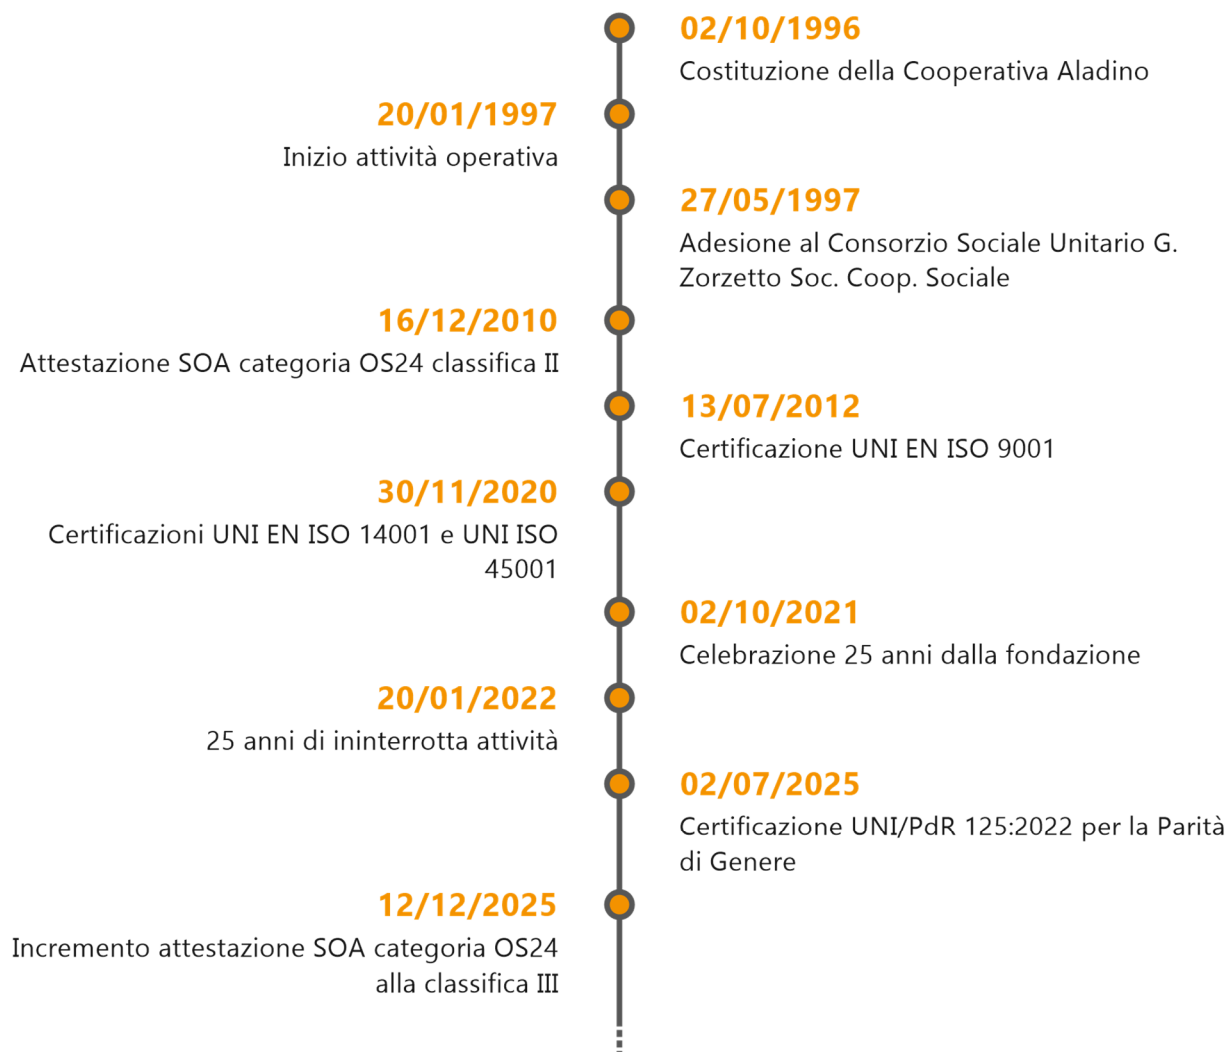 02/10/1996
Costituzione della Cooperativa Aladino
20/01/1997
Inizio attività operativa
27/05/1997
Adesione al Consorzio Sociale Unitario G.
Zorzetto Soc. Coop. Sociale
16/12/2010
Attestazione SOA categoria OS24 classifica II
13/07/2012
Certificazione UNI EN ISO 9001
30/11/2020
Certificazioni UNI EN ISO 14001 e UNI ISO
45001
02/10/2021
Celebrazione 25 anni dalla fondazione
20/01/2022
25 anni di ininterrotta attività
02/07/2025
Certificazione UNI/PdR 125:2022 per la Parità
di Genere
12/12/2025
Incremento attestazione SOA categoria OS24
alla classifica III